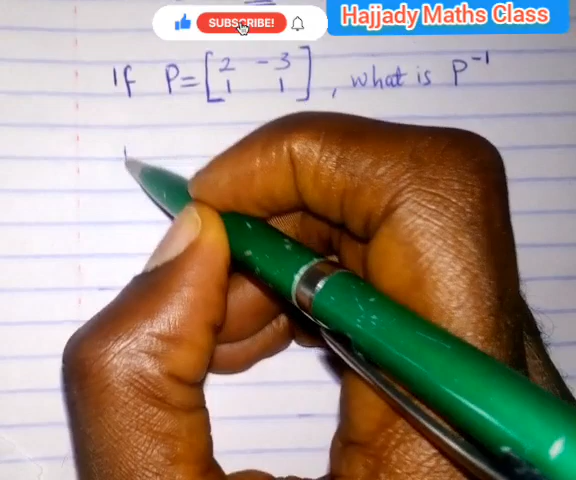 SUBSCRIBE!
Hajjady Maths Class
If P = [ 2 -3
1 1 ], what is P⁻¹